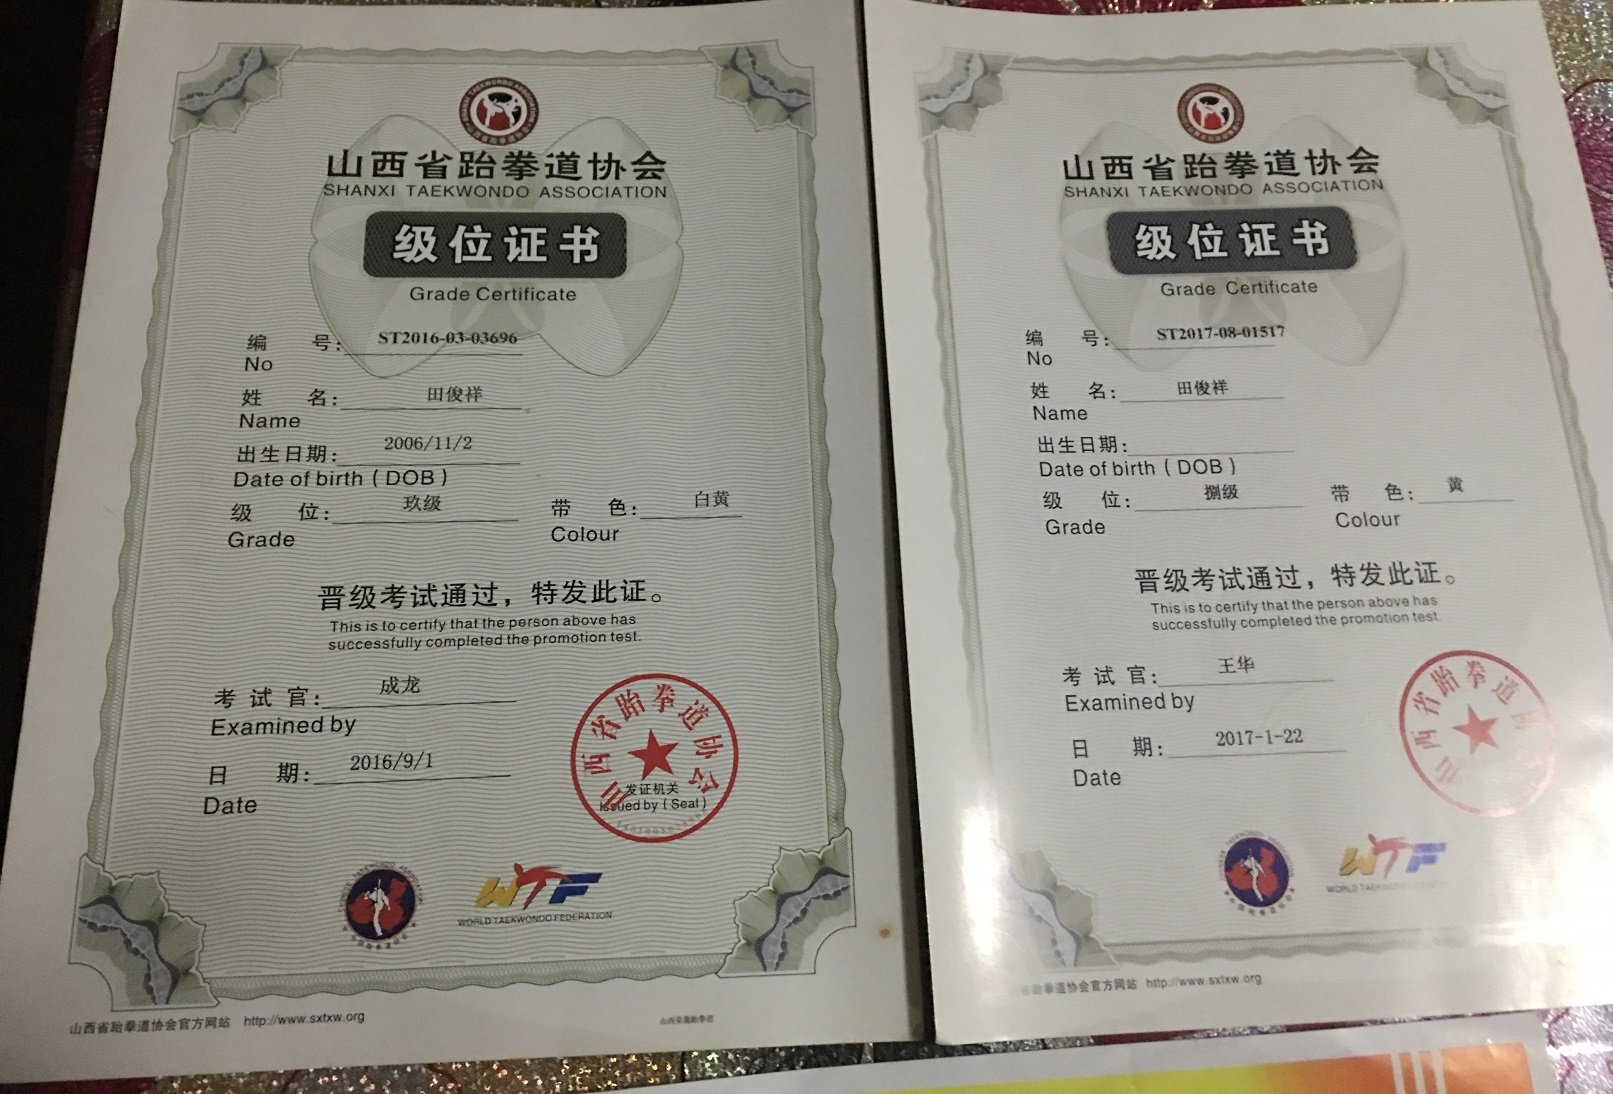 山西省跆拳道协会
SHANXI TAEKWONDO ASSOCIATION
级位证书
Grade Certificate
编 号: ST2016-03-03696
No
姓 名: 田俊祥
Name
出生日期: 2006/11/2
Date of birth ( DOB )
级 位: 玖级 带 色: 白黄
Grade Colour
晋级考试通过，特发此证。
This is to certify that the person above has
successfully completed the promotion test.
考 试 官: 成龙
Examined by
日 期: 2016/9/1
Date
山西省跆拳道协会
发证机关
Issued by ( Seal )
WTF
WORLD TAEKWONDO FEDERATION
山西省跆拳道协会官方网站 http://www.sxtxw.org
山西省跆拳道协会
SHANXI TAEKWONDO ASSOCIATION
级位证书
Grade Certificate
编 号: ST2017-08-01517
No
姓 名: 田俊祥
Name
出生日期:
Date of birth ( DOB )
级 位: 捌级 带 色: 黄
Grade Colour
晋级考试通过，特发此证。
This is to certify that the person above has
successfully completed the promotion test.
考 试 官: 王华
Examined by
日 期: 2017-1-22
Date
山西省跆拳道协
WTF
WORLD TAEKWONDO
跆拳道协会官方网站 http://www.sxtxw.org